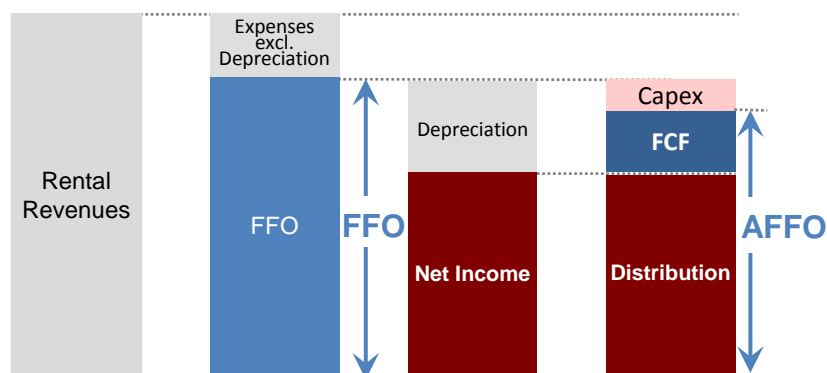 Rental
Revenues
Expenses
excl.
Depreciation
FFO
FFO
Depreciation
Net Income
Capex
FCF
Distribution
AFFO